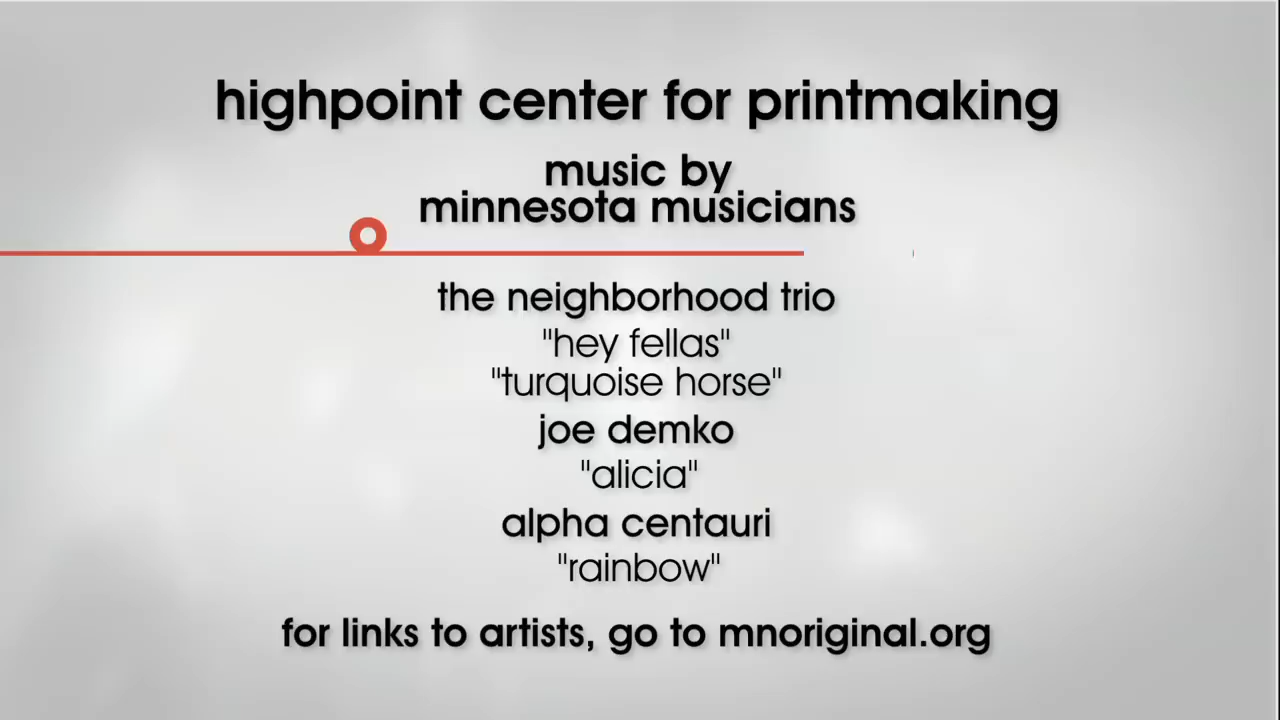 highpoint center for printmaking
music by
minnesota musicians
the neighborhood trio
"hey fellas"
"turquoise horse"
joe demko
"alicia"
alpha centauri
"rainbow"
for links to artists, go to mnoriginal.org